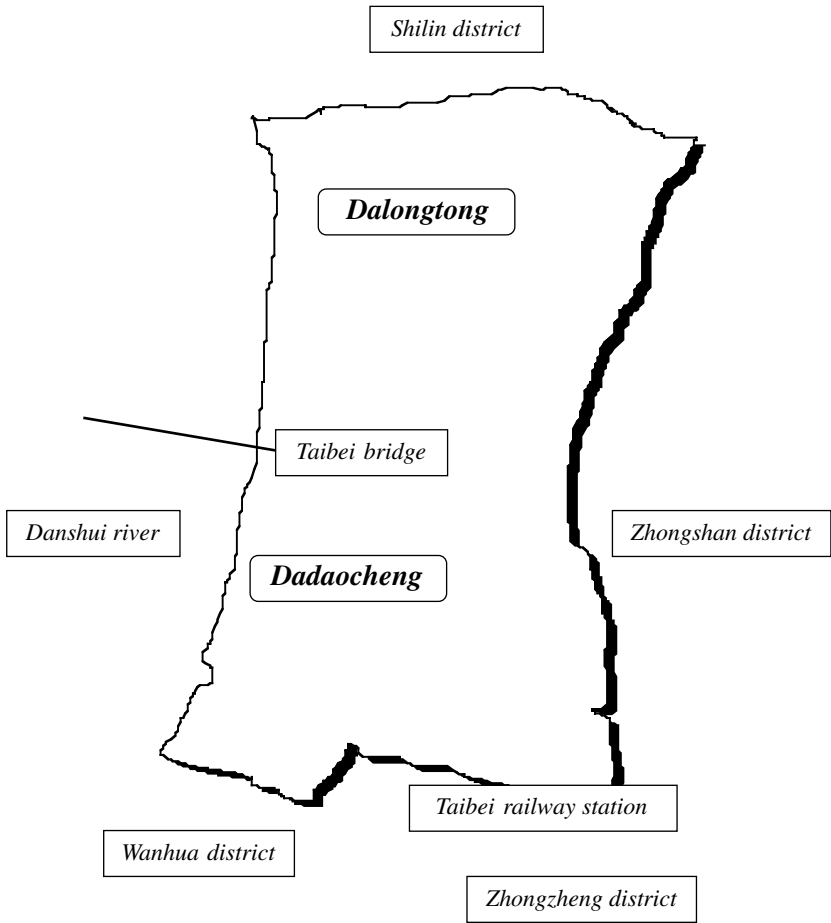 Shilin district
Dalongtong
Taibei bridge
Danshui river
Zhongshan district
Dadaocheng
Taibei railway station
Wanhua district
Zhongzheng district